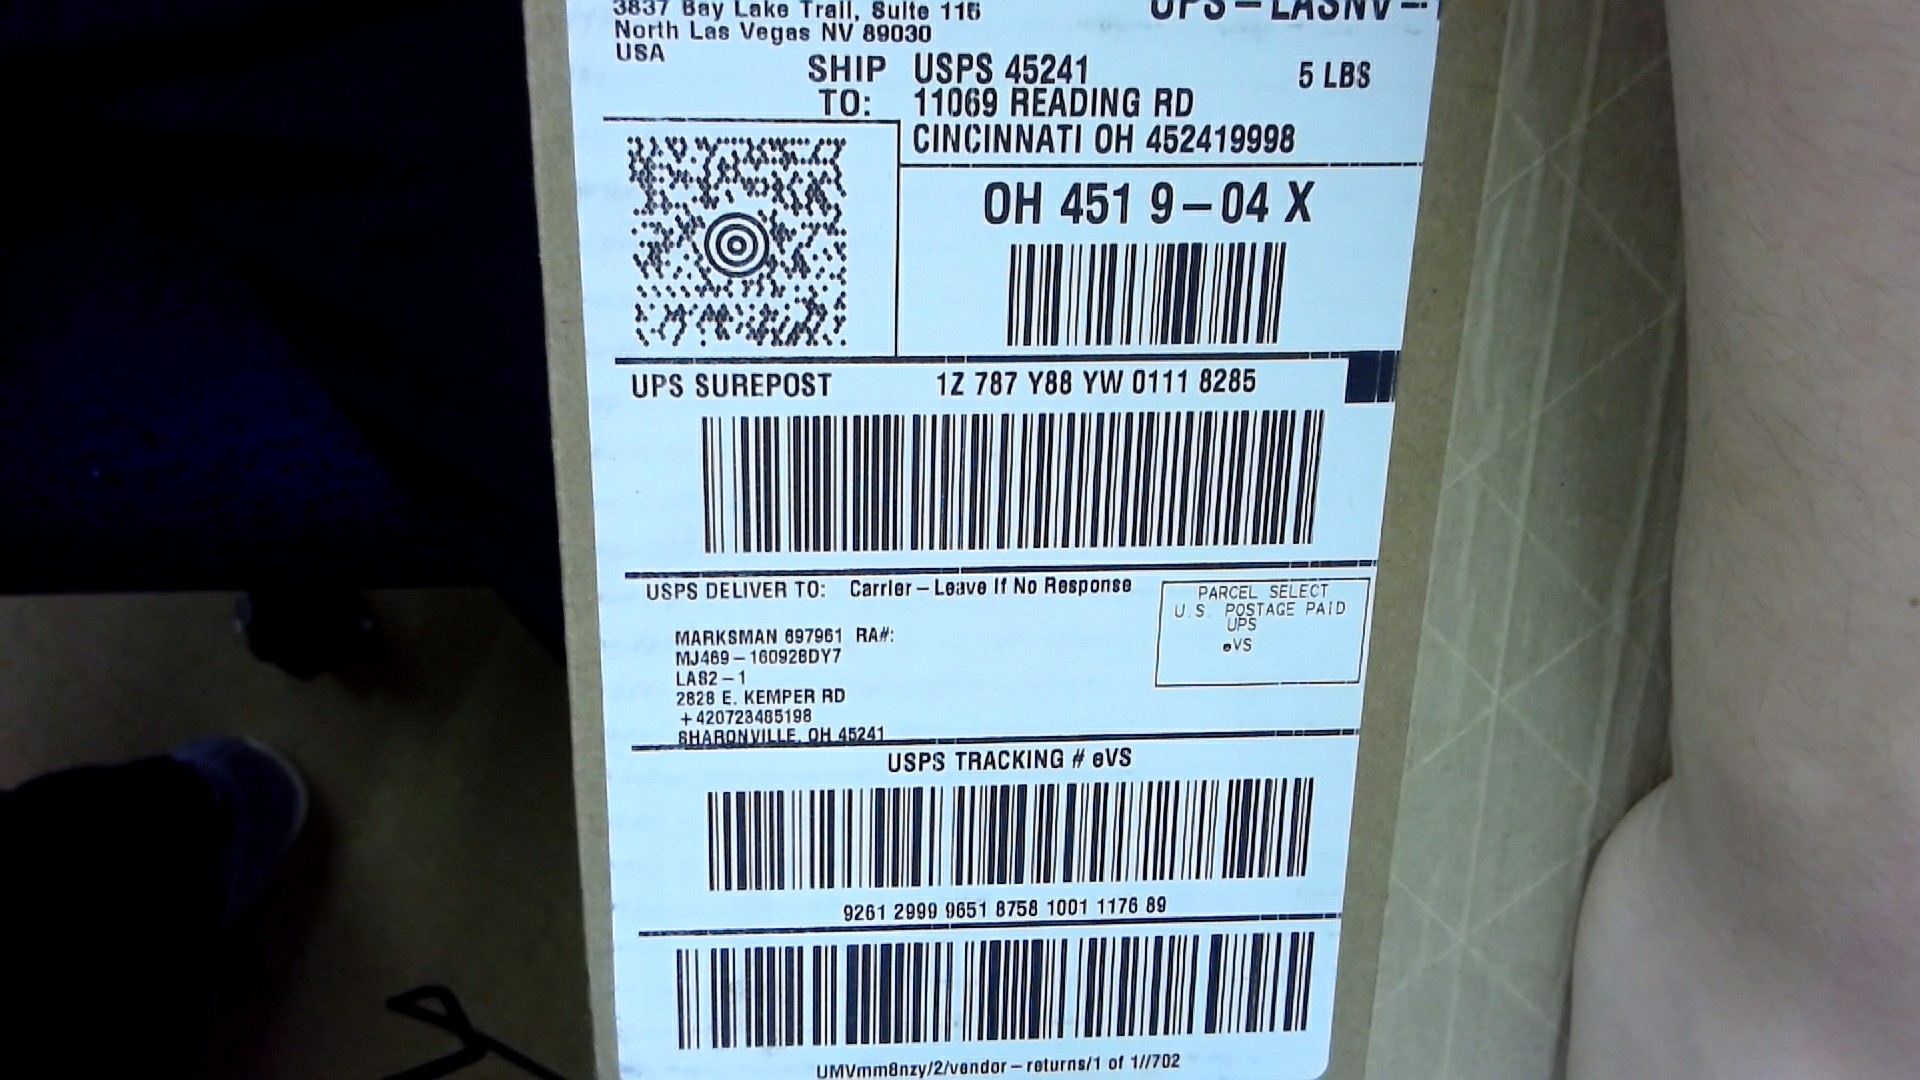 3837 Bay Lake Trail, Suite 115
North Las Vegas NV 89030
USA
UPS - LASNV -
SHIP TO:
USPS 45241
11069 READING RD
CINCINNATI OH 452419998
5 LBS
OH 451 9-04 X
UPS SUREPOST
1Z 787 Y88 YW 0111 8285
USPS DELIVER TO: Carrier - Leave If No Response
PARCEL SELECT
U.S. POSTAGE PAID
UPS
eVS
MARKSMAN 697961 RA#:
MJ469-160928DY7
LAS2-1
2828 E. KEMPER RD
+420723485198
SHARONVILLE, OH 45241
USPS TRACKING # eVS
9261 2999 9651 8758 1001 1176 89
UMVmm8nzy/2/vendor-returns/1 of 1//702